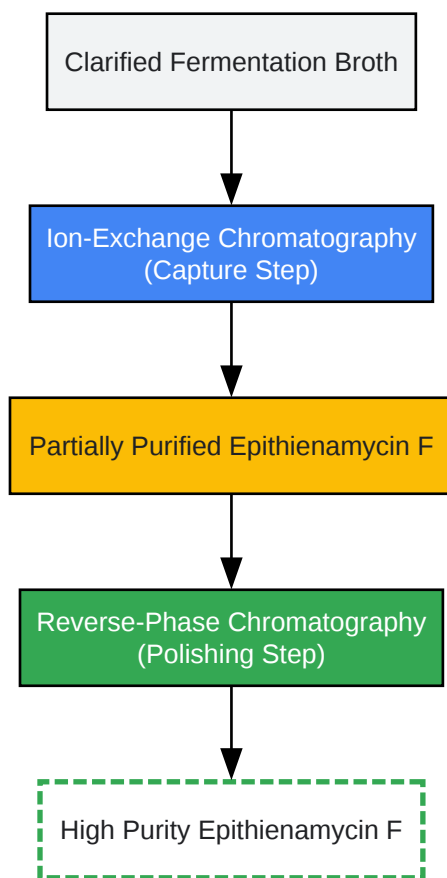 Clarified Fermentation Broth
Ion-Exchange Chromatography
(Capture Step)
Partially Purified Epithienamycin F
Reverse-Phase Chromatography
(Polishing Step)
High Purity Epithienamycin F